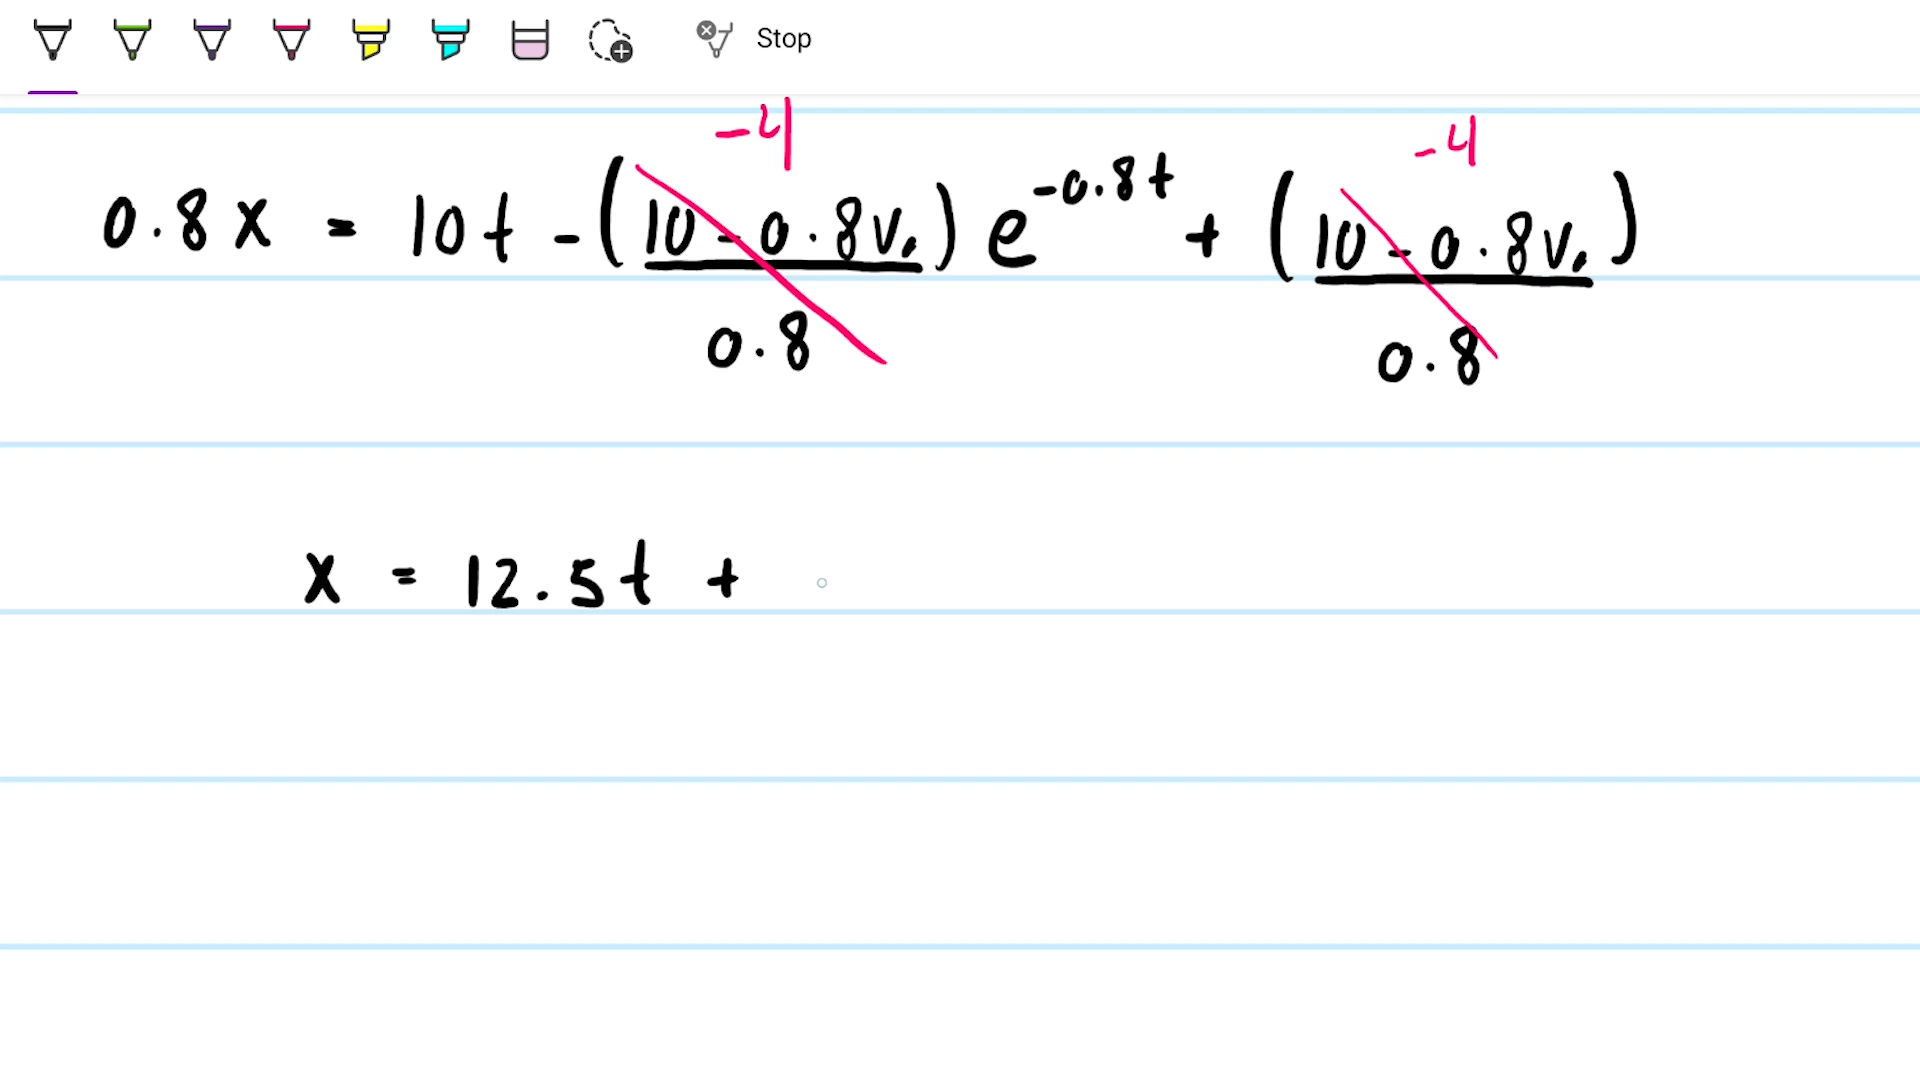 Stop
-4 -4
0.8x = 10t - (10 - 0.8v₀) e^-0.8t + (10 - 0.8v₀)
0.8 0.8
x = 12.5t +